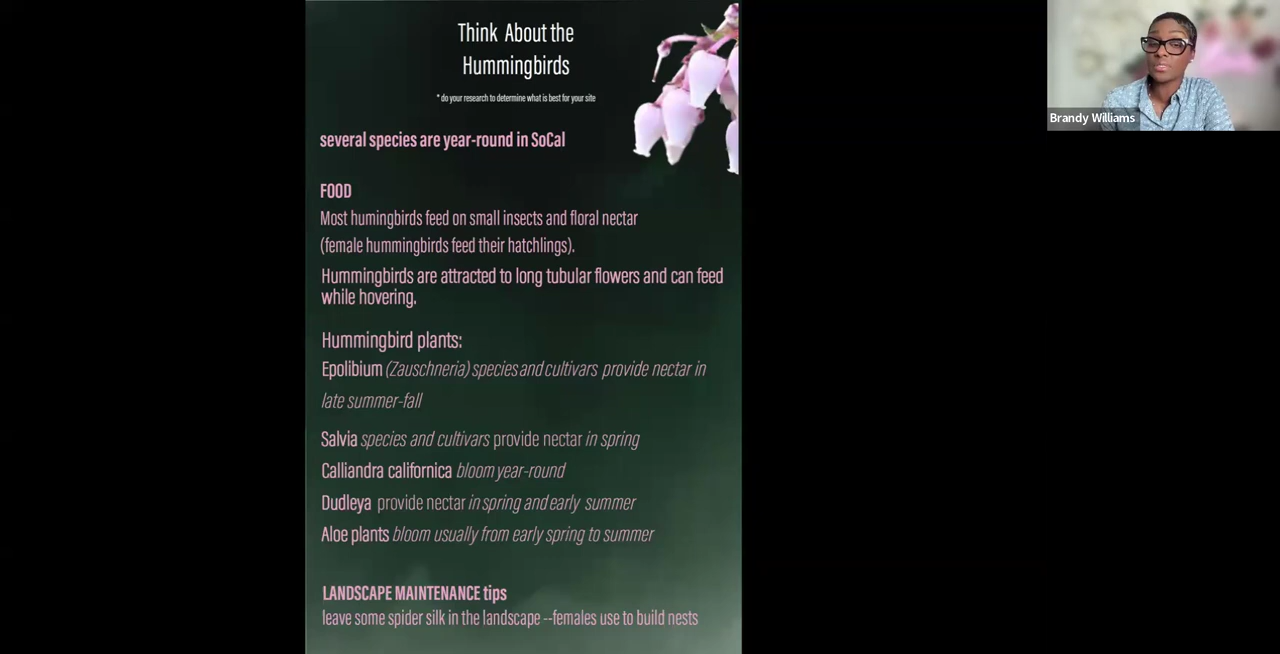 Think About the
Hummingbirds
* do your research to determine what is best for your site
several species are year-round in SoCal
FOOD
Most humingbirds feed on small insects and floral nectar
(female hummingbirds feed their hatchlings).
Hummingbirds are attracted to long tubular flowers and can feed
while hovering.
Hummingbird plants:
Epolibium (Zauschneria) species and cultivars provide nectar in
late summer-fall
Salvia species and cultivars provide nectar in spring
Calliandra californica bloom year-round
Dudleya provide nectar in spring and early summer
Aloe plants bloom usually from early spring to summer
LANDSCAPE MAINTENANCE tips
leave some spider silk in the landscape --females use to build nests
Brandy Williams